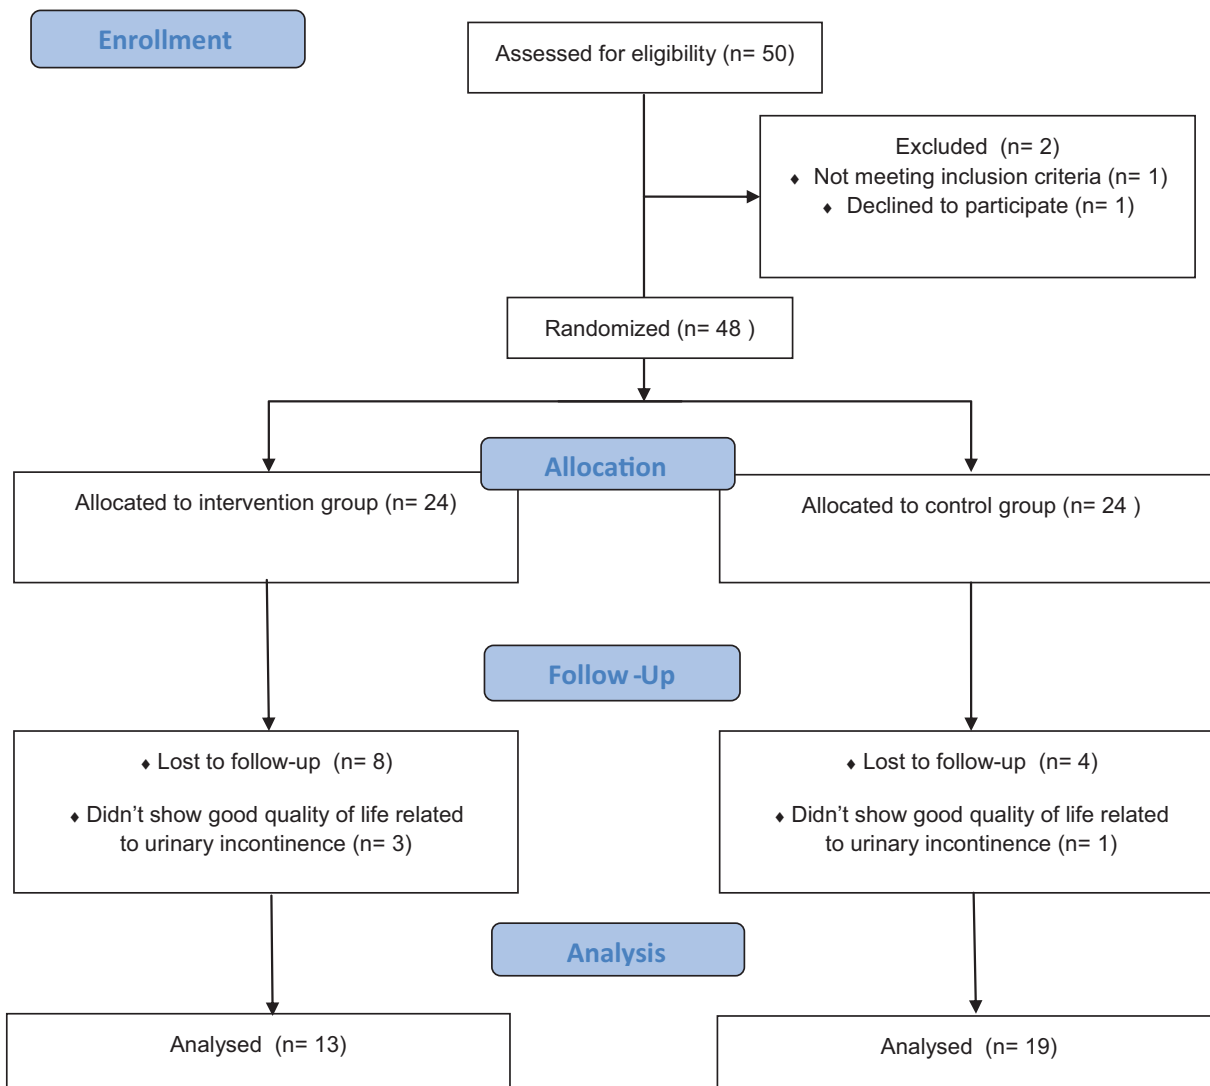 Enrollment
Assessed for eligibility (n= 50)
Excluded (n= 2)
♦ Not meeting inclusion criteria (n= 1)
♦ Declined to participate (n= 1)
Randomized (n= 48 )
Allocation
Allocated to intervention group (n= 24)
Allocated to control group (n= 24 )
Follow-Up
♦ Lost to follow-up (n= 8)
♦ Didn't show good quality of life related
to urinary incontinence (n= 3)
♦ Lost to follow-up (n= 4)
♦ Didn't show good quality of life related
to urinary incontinence (n= 1)
Analysis
Analysed (n= 13)
Analysed (n= 19)